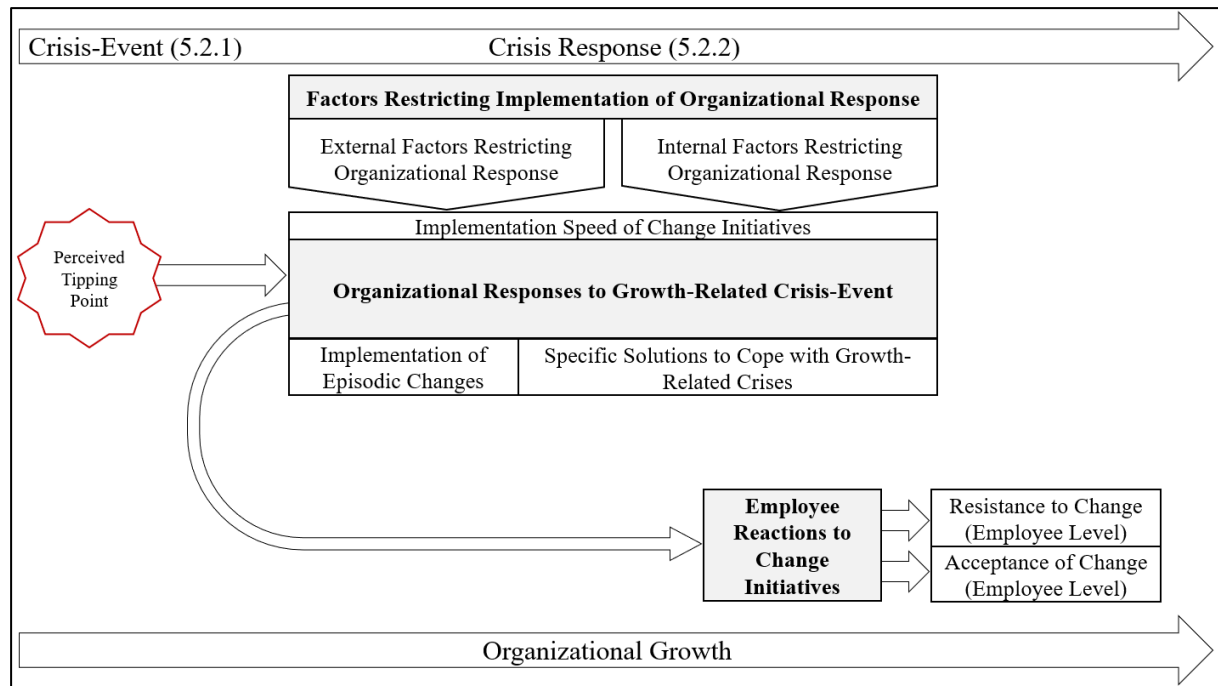 Crisis-Event (5.2.1)
Crisis Response (5.2.2)
Factors Restricting Implementation of Organizational Response
External Factors Restricting
Organizational Response
Internal Factors Restricting
Organizational Response
Implementation Speed of Change Initiatives
Perceived
Tipping
Point
Organizational Responses to Growth-Related Crisis-Event
Implementation of
Episodic Changes
Specific Solutions to Cope with Growth-
Related Crises
Employee
Reactions to
Change
Initiatives
Resistance to Change
(Employee Level)
Acceptance of Change
(Employee Level)
Organizational Growth